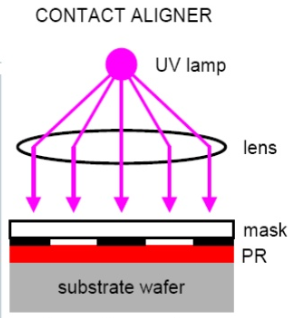 CONTACT ALIGNER
UV lamp
lens
mask
PR
substrate wafer